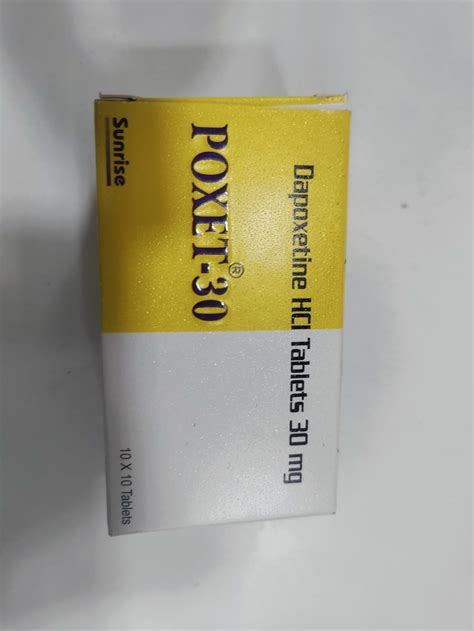 Dapoxetine HCl Tablets 30 mg
POXET-30®
Sunrise
10 X 10 Tablets